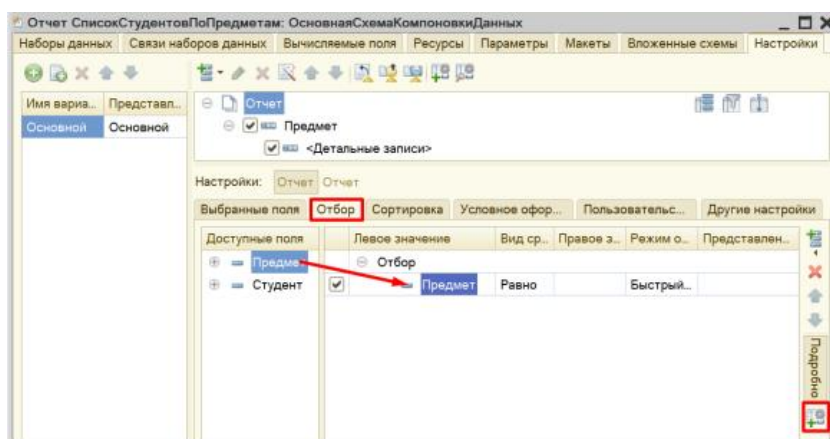 Отчет СписокСтудентовПоПредметам: ОсновнаяСхемаКомпоновкиДанных
Наборы данных Связи наборов данных Вычисляемые поля Ресурсы Параметры Макеты Вложенные схемы Настройки
Имя вариа... Представл...
Основной Основной
Отчет
Предмет
<Детальные записи>
Настройки: Отчет Отчет
Выбранные поля Отбор Сортировка Условное офор... Пользовательс... Другие настройки
Доступные поля Левое значение Вид ср... Правое з... Режим о... Представлен...
Предме... Отбор
Студент Предмет Равно Быстрый...
Подробно